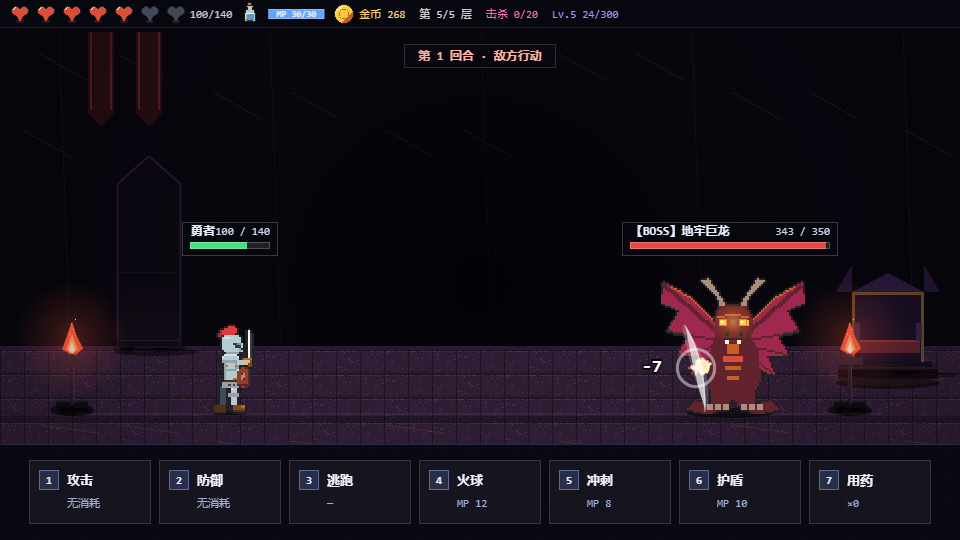 100/140 MP 30/30 金币 268 第 5/5 层 击杀 0/20 Lv.5 24/300
第 1 回合 · 敌方行动
勇者100 / 140
【BOSS】地牢巨龙 343 / 350
-7
1 攻击 无消耗
2 防御 无消耗
3 逃跑 —
4 火球 MP 12
5 冲刺 MP 8
6 护盾 MP 10
7 用药 ×0